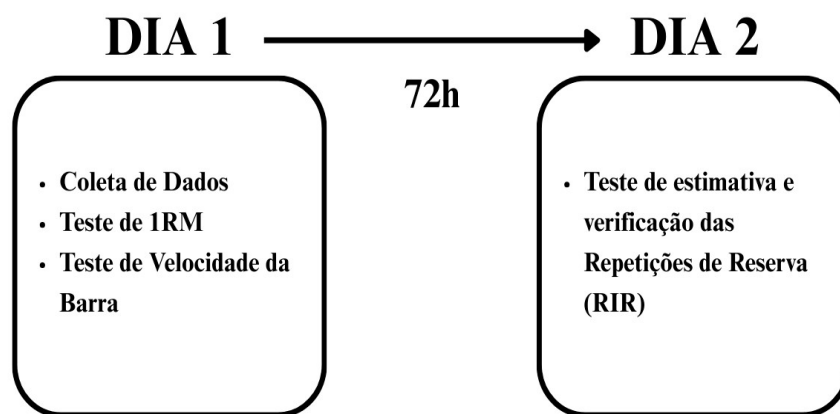 DIA 1
DIA 2
72h
• Coleta de Dados
• Teste de 1RM
• Teste de Velocidade da
Barra
• Teste de estimativa e
verificação das
Repetições de Reserva
(RIR)